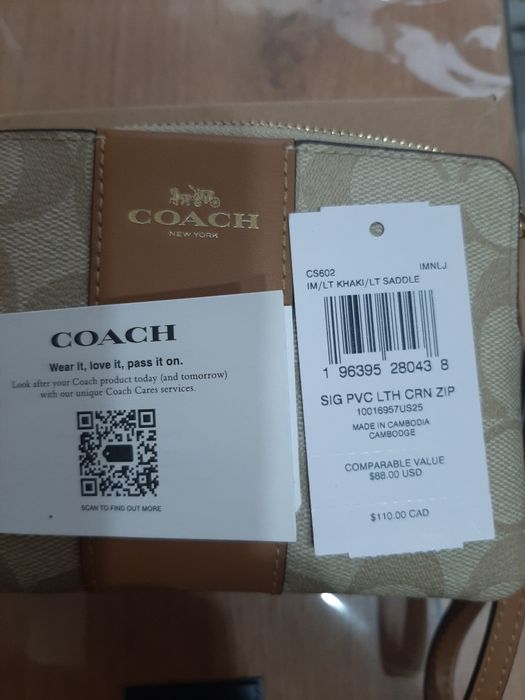 COACH
NEW YORK
COACH
Wear it, love it, pass it on.
Look after your Coach product today (and tomorrow)
with our unique Coach Cares services.
SCAN TO FIND OUT MORE
CS602 IMNLJ
IM/LT KHAKI/LT SADDLE
1 96395 28043 8
SIG PVC LTH CRN ZIP
10016957US25
MADE IN CAMBODIA
CAMBODGE
COMPARABLE VALUE
$88.00 USD
$110.00 CAD